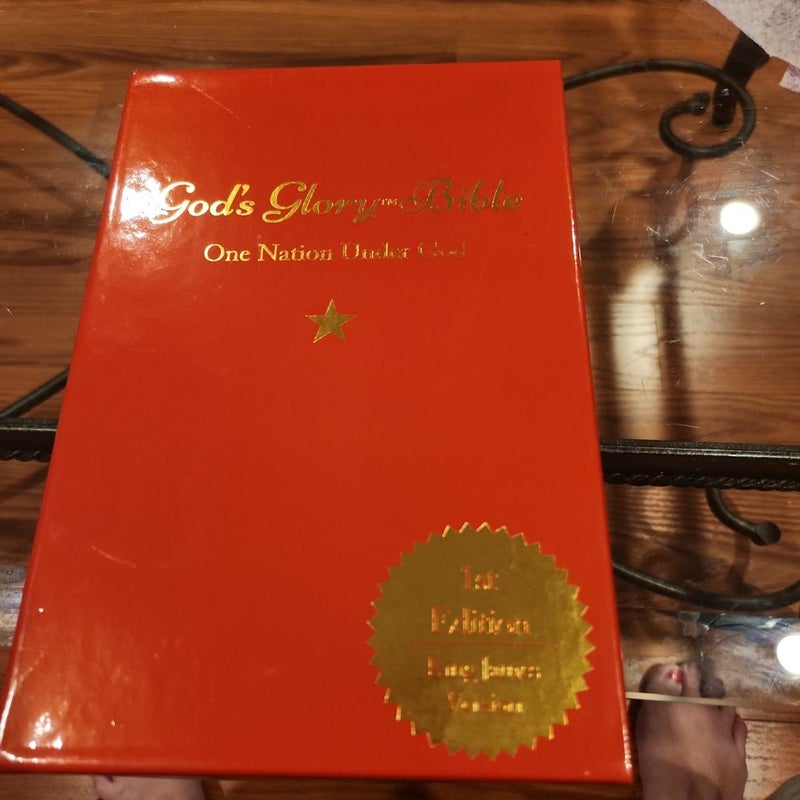 God's Glory™ Bible
One Nation Under God
1st
Edition
King James
Version